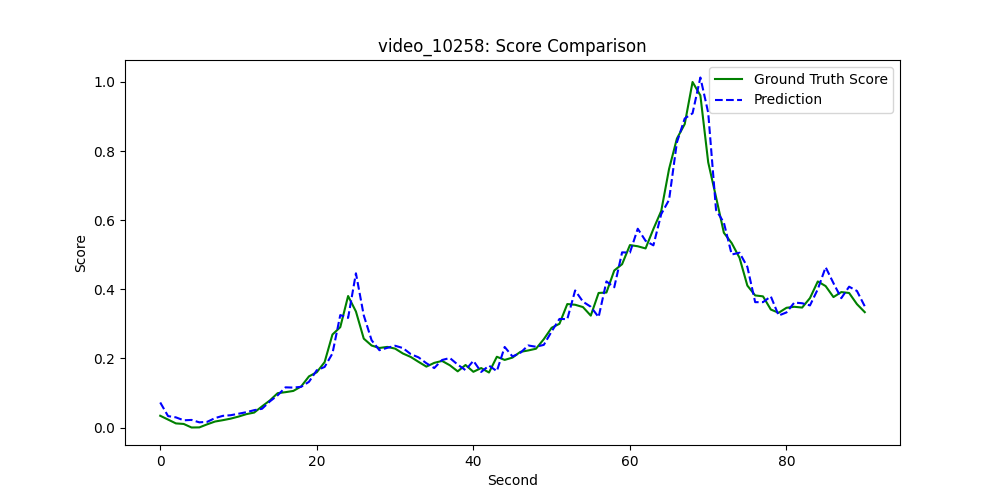 video_10258: Score Comparison
Ground Truth Score
Prediction
Score
1.0
0.8
0.6
0.4
0.2
0.0
0 20 40 60 80
Second